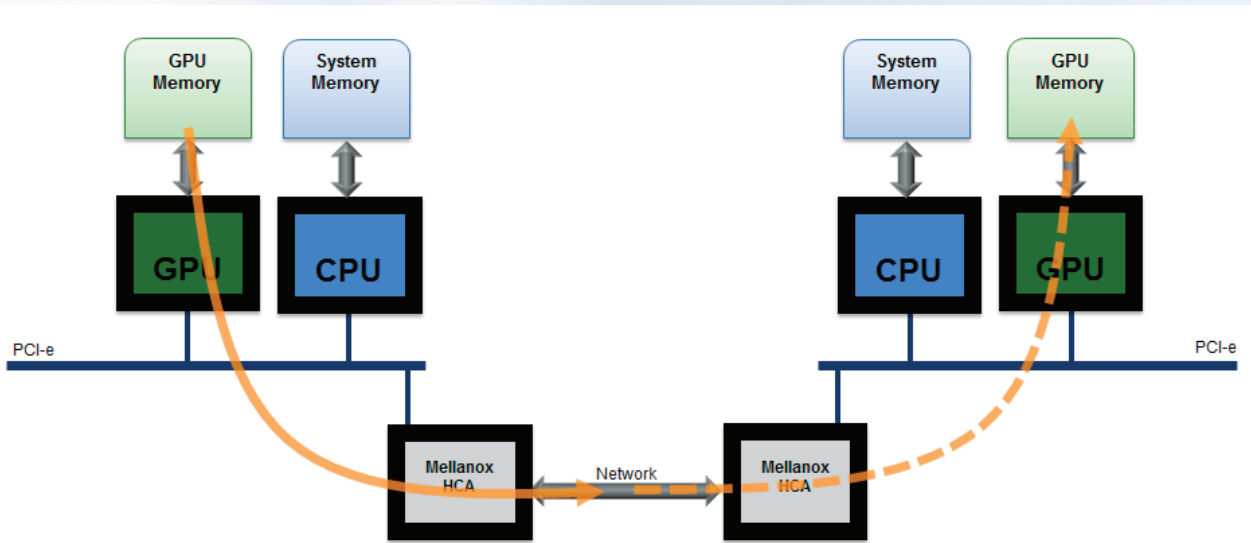 GPU
Memory
System
Memory
System
Memory
GPU
Memory
GPU
CPU
CPU
GPU
PCI-e
PCI-e
Mellanox
HCA
Network
Mellanox
HCA